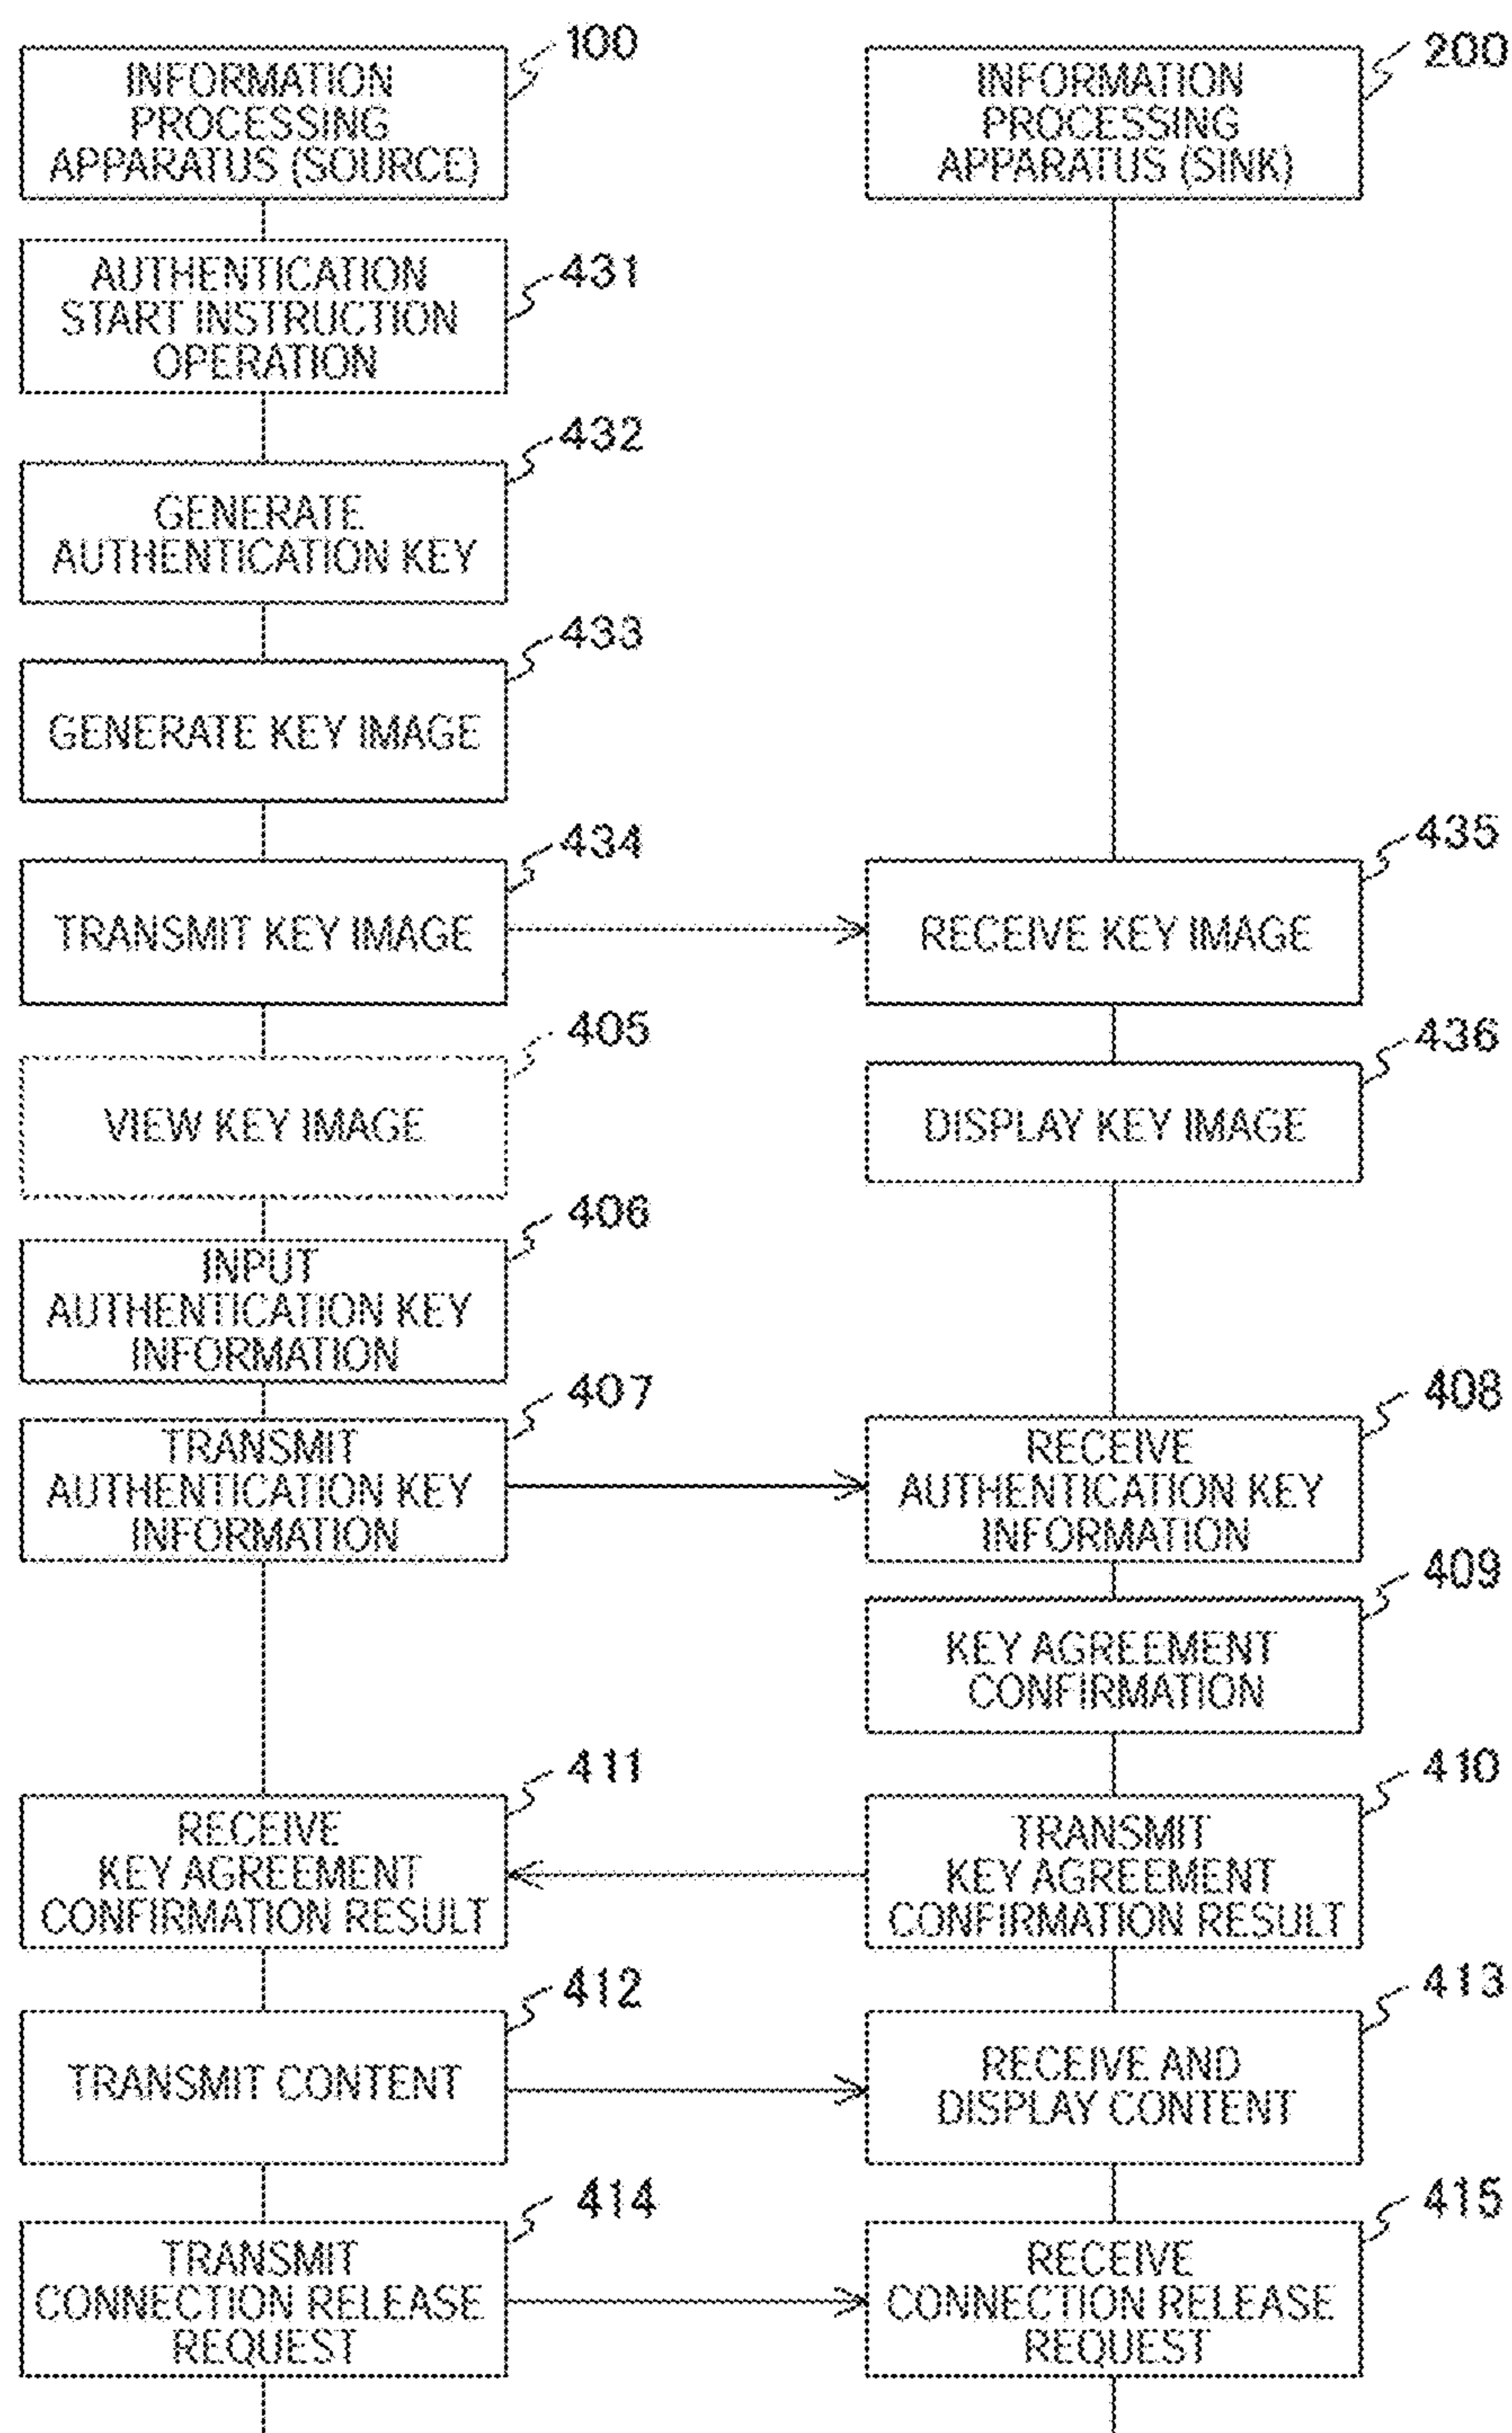 100
INFORMATION
PROCESSING
APPARATUS (SOURCE)
200
INFORMATION
PROCESSING
APPARATUS (SINK)
431
AUTHENTICATION
START INSTRUCTION
OPERATION
432
GENERATE
AUTHENTICATION KEY
433
GENERATE KEY IMAGE
434
TRANSMIT KEY IMAGE
435
RECEIVE KEY IMAGE
405
VIEW KEY IMAGE
436
DISPLAY KEY IMAGE
406
INPUT
AUTHENTICATION KEY
INFORMATION
407
TRANSMIT
AUTHENTICATION KEY
INFORMATION
408
RECEIVE
AUTHENTICATION KEY
INFORMATION
409
KEY AGREEMENT
CONFIRMATION
411
RECEIVE
KEY AGREEMENT
CONFIRMATION RESULT
410
TRANSMIT
KEY AGREEMENT
CONFIRMATION RESULT
412
TRANSMIT CONTENT
413
RECEIVE AND
DISPLAY CONTENT
414
TRANSMIT
CONNECTION RELEASE
REQUEST
415
RECEIVE
CONNECTION RELEASE
REQUEST